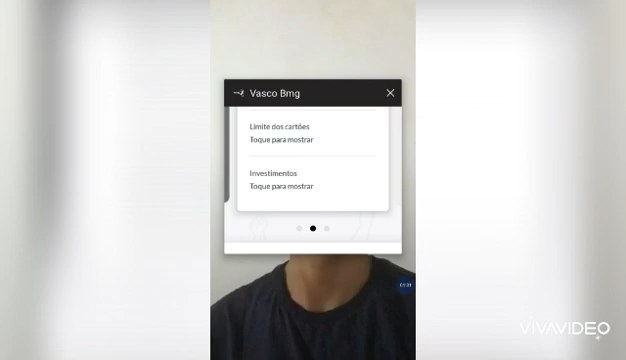 Vasco Bmg
Limite dos cartões
Toque para mostrar
Investimentos
Toque para mostrar
VIVAVIDEO